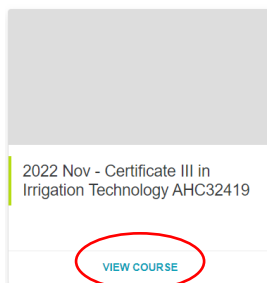 2022 Nov - Certificate III in
Irrigation Technology AHC32419
VIEW COURSE